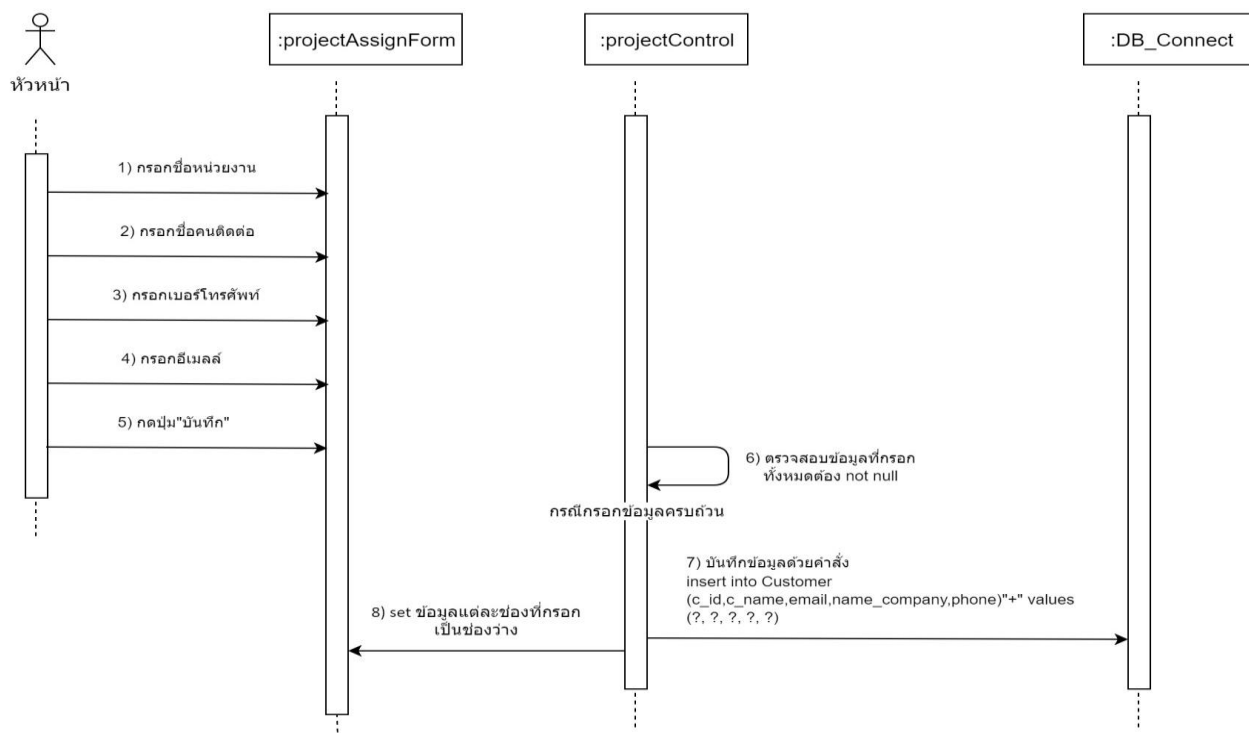 :projectAssignForm
:projectControl
:DB_Connect
หัวหน้า
1) กรอกชื่อหน่วยงาน
2) กรอกชื่อคนติดต่อ
3) กรอกเบอร์โทรศัพท์
4) กรอกอีเมลล์
5) กดปุ่ม"บันทึก"
6) ตรวจสอบข้อมูลที่กรอก
ทั้งหมดต้อง not null
กรณีกรอกข้อมูลครบถ้วน
7) บันทึกข้อมูลด้วยคำสั่ง
insert into Customer
(c_id,c_name,email,name_company,phone)"+" values
(?, ?, ?, ?, ?)
8) set ข้อมูลแต่ละช่องที่กรอก
เป็นช่องว่าง